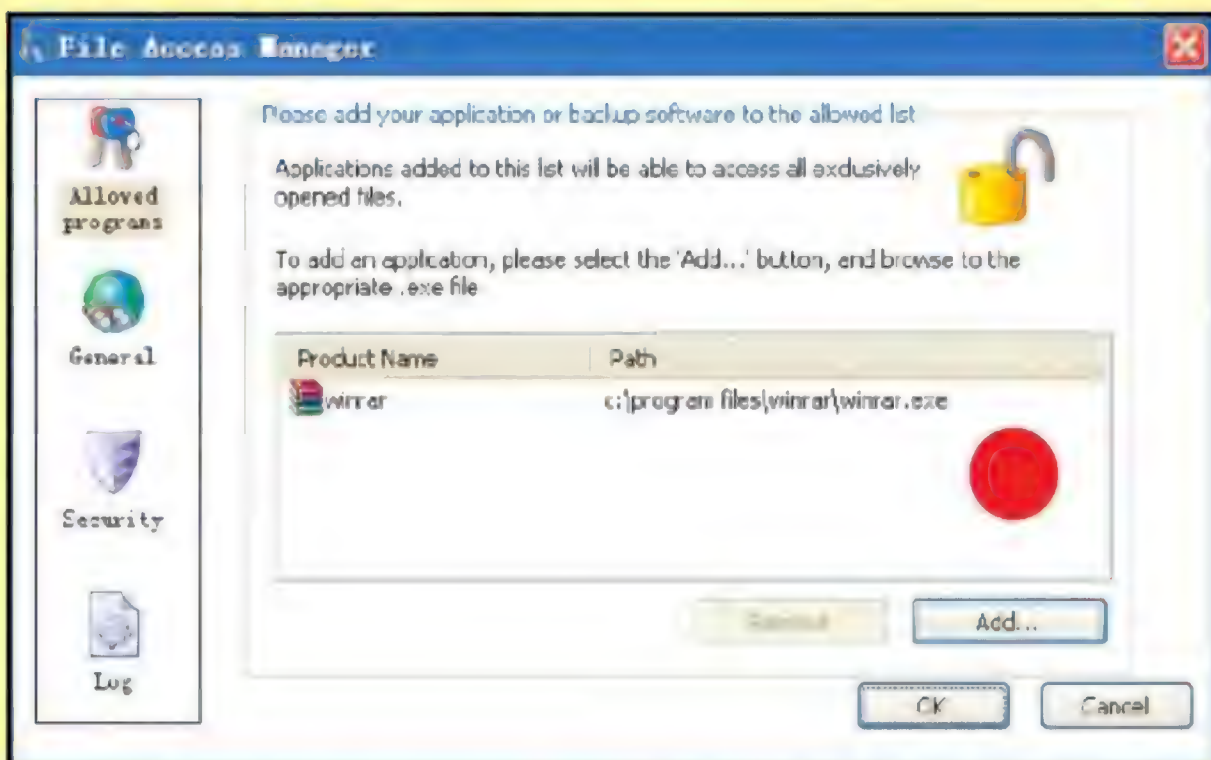 File Access Manager
Allowed
programs
General
Security
Log
Please add your application or backup software to the allowed list
Applications added to this list will be able to access all exclusively
opened files.
To add an application, please select the 'Add...' button, and browse to the
appropriate .exe file
Product Name Path
winrar c:\program files\winrar\winrar.exe
Add...
OK Cancel